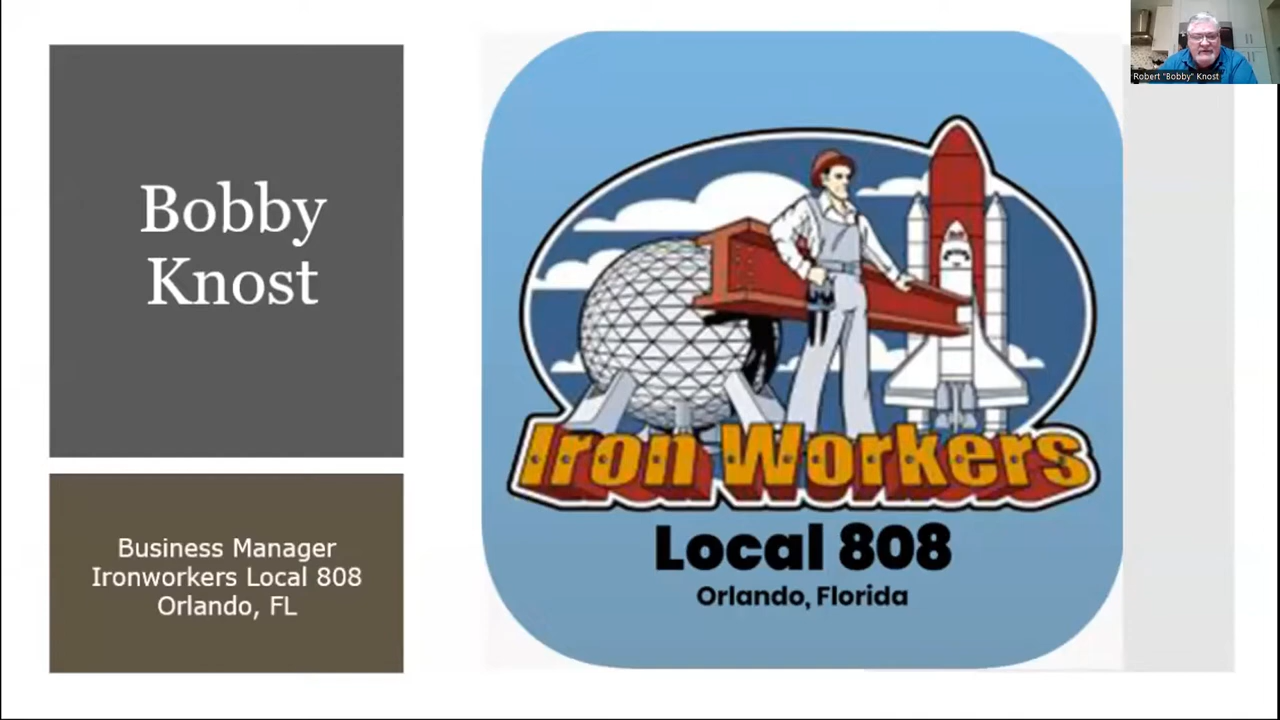 Bobby
Knost
Business Manager
Ironworkers Local 808
Orlando, FL
Iron Workers
Local 808
Orlando, Florida
Robert "Bobby" Knost